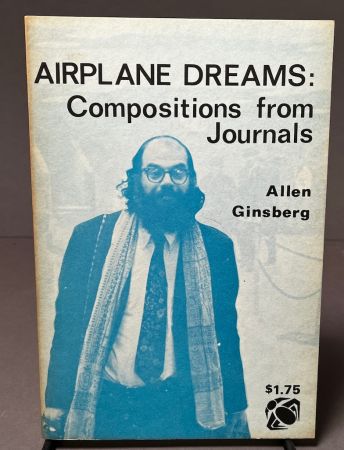 AIRPLANE DREAMS:
Compositions from
Journals
Allen
Ginsberg
$1.75